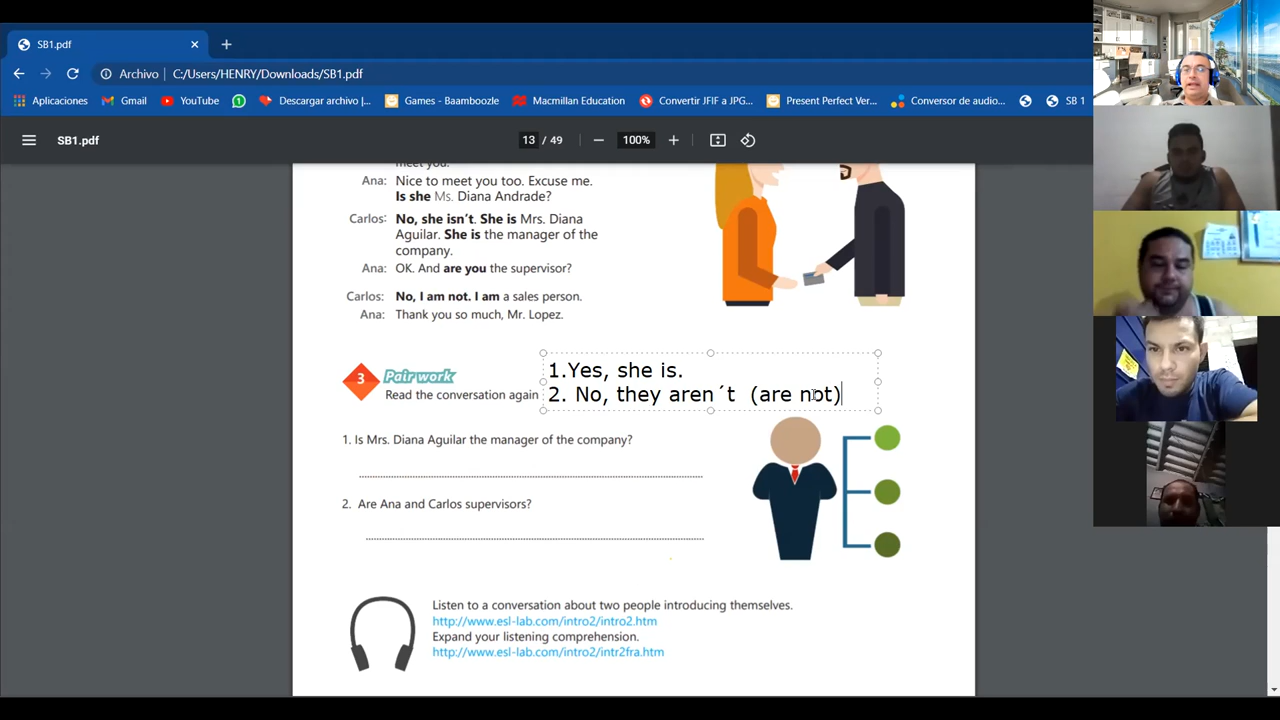 SB1.pdf
Archivo C:/Users/HENRY/Downloads/SB1.pdf
Aplicaciones Gmail YouTube Descargar archivo |... Games - Baamboozle Macmillan Education Convertir JFIF a JPG... Present Perfect Ver... Conversor de audio... SB 1
SB1.pdf 13 / 49 100%
meet you.
Ana: Nice to meet you too. Excuse me.
Is she Ms. Diana Andrade?
Carlos: No, she isn't. She is Mrs. Diana
Aguilar. She is the manager of the
company.
Ana: OK. And are you the supervisor?
Carlos: No, I am not. I am a sales person.
Ana: Thank you so much, Mr. Lopez.
3 Pair work
Read the conversation again
1.Yes, she is.
2. No, they aren´t (are not)
1. Is Mrs. Diana Aguilar the manager of the company?
2. Are Ana and Carlos supervisors?
Listen to a conversation about two people introducing themselves.
http://www.esl-lab.com/intro2/intro2.htm
Expand your listening comprehension.
http://www.esl-lab.com/intro2/intr2fra.htm